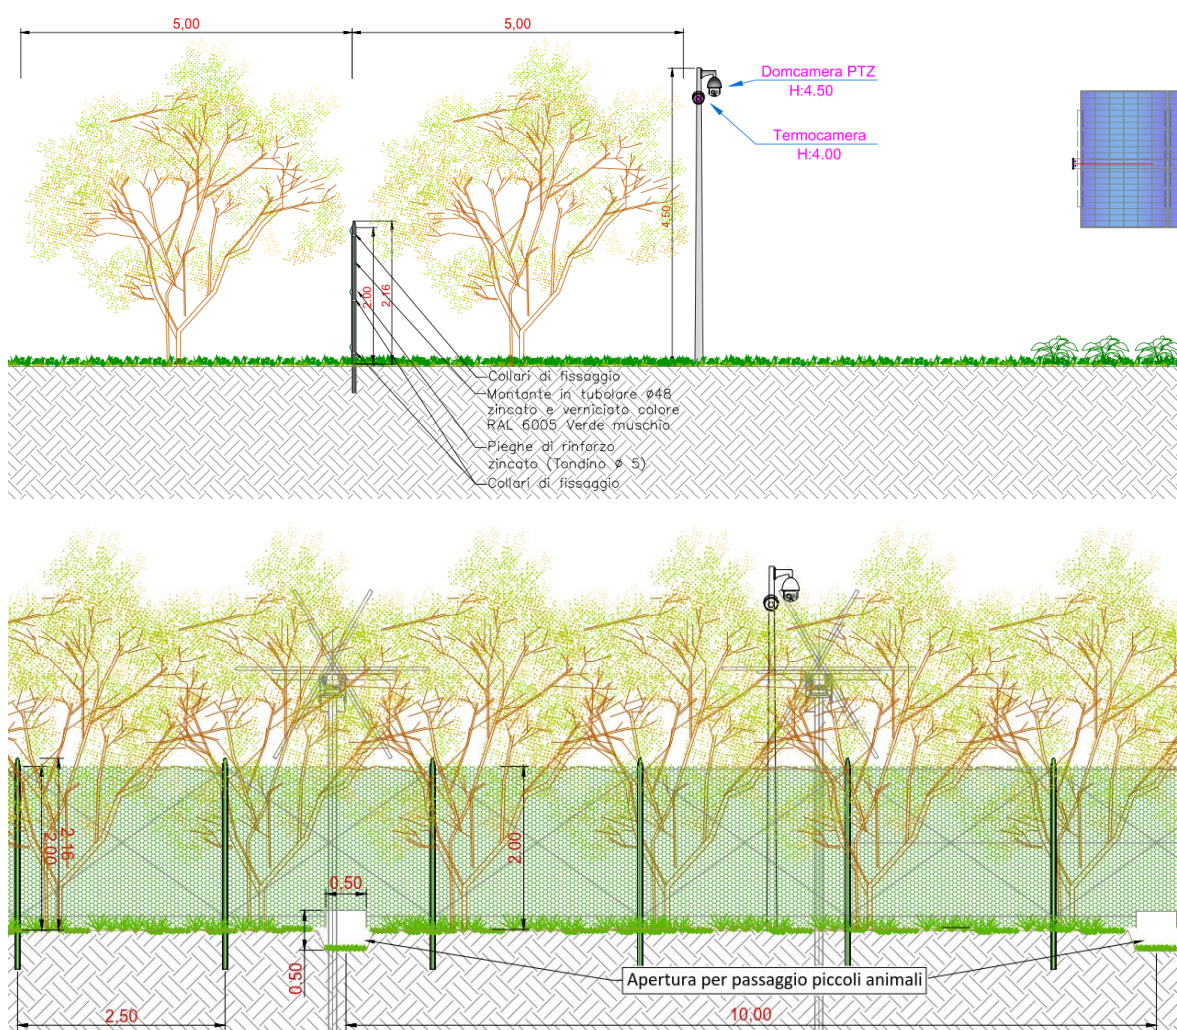 5,00
5,00
Domcamera PTZ
H:4.50
Termocamera
H:4.00
4,50
2,00
2,16
Collari di fissaggio
Montante in tubolare ø48
zincato e verniciato colore
RAL 6005 Verde muschio
Pieghe di rinforzo
zincato (Tondino ø 5)
Collari di fissaggio
2.00
2.16
2,00
0,50
0.50
Apertura per passaggio piccoli animali
2,50
10,00